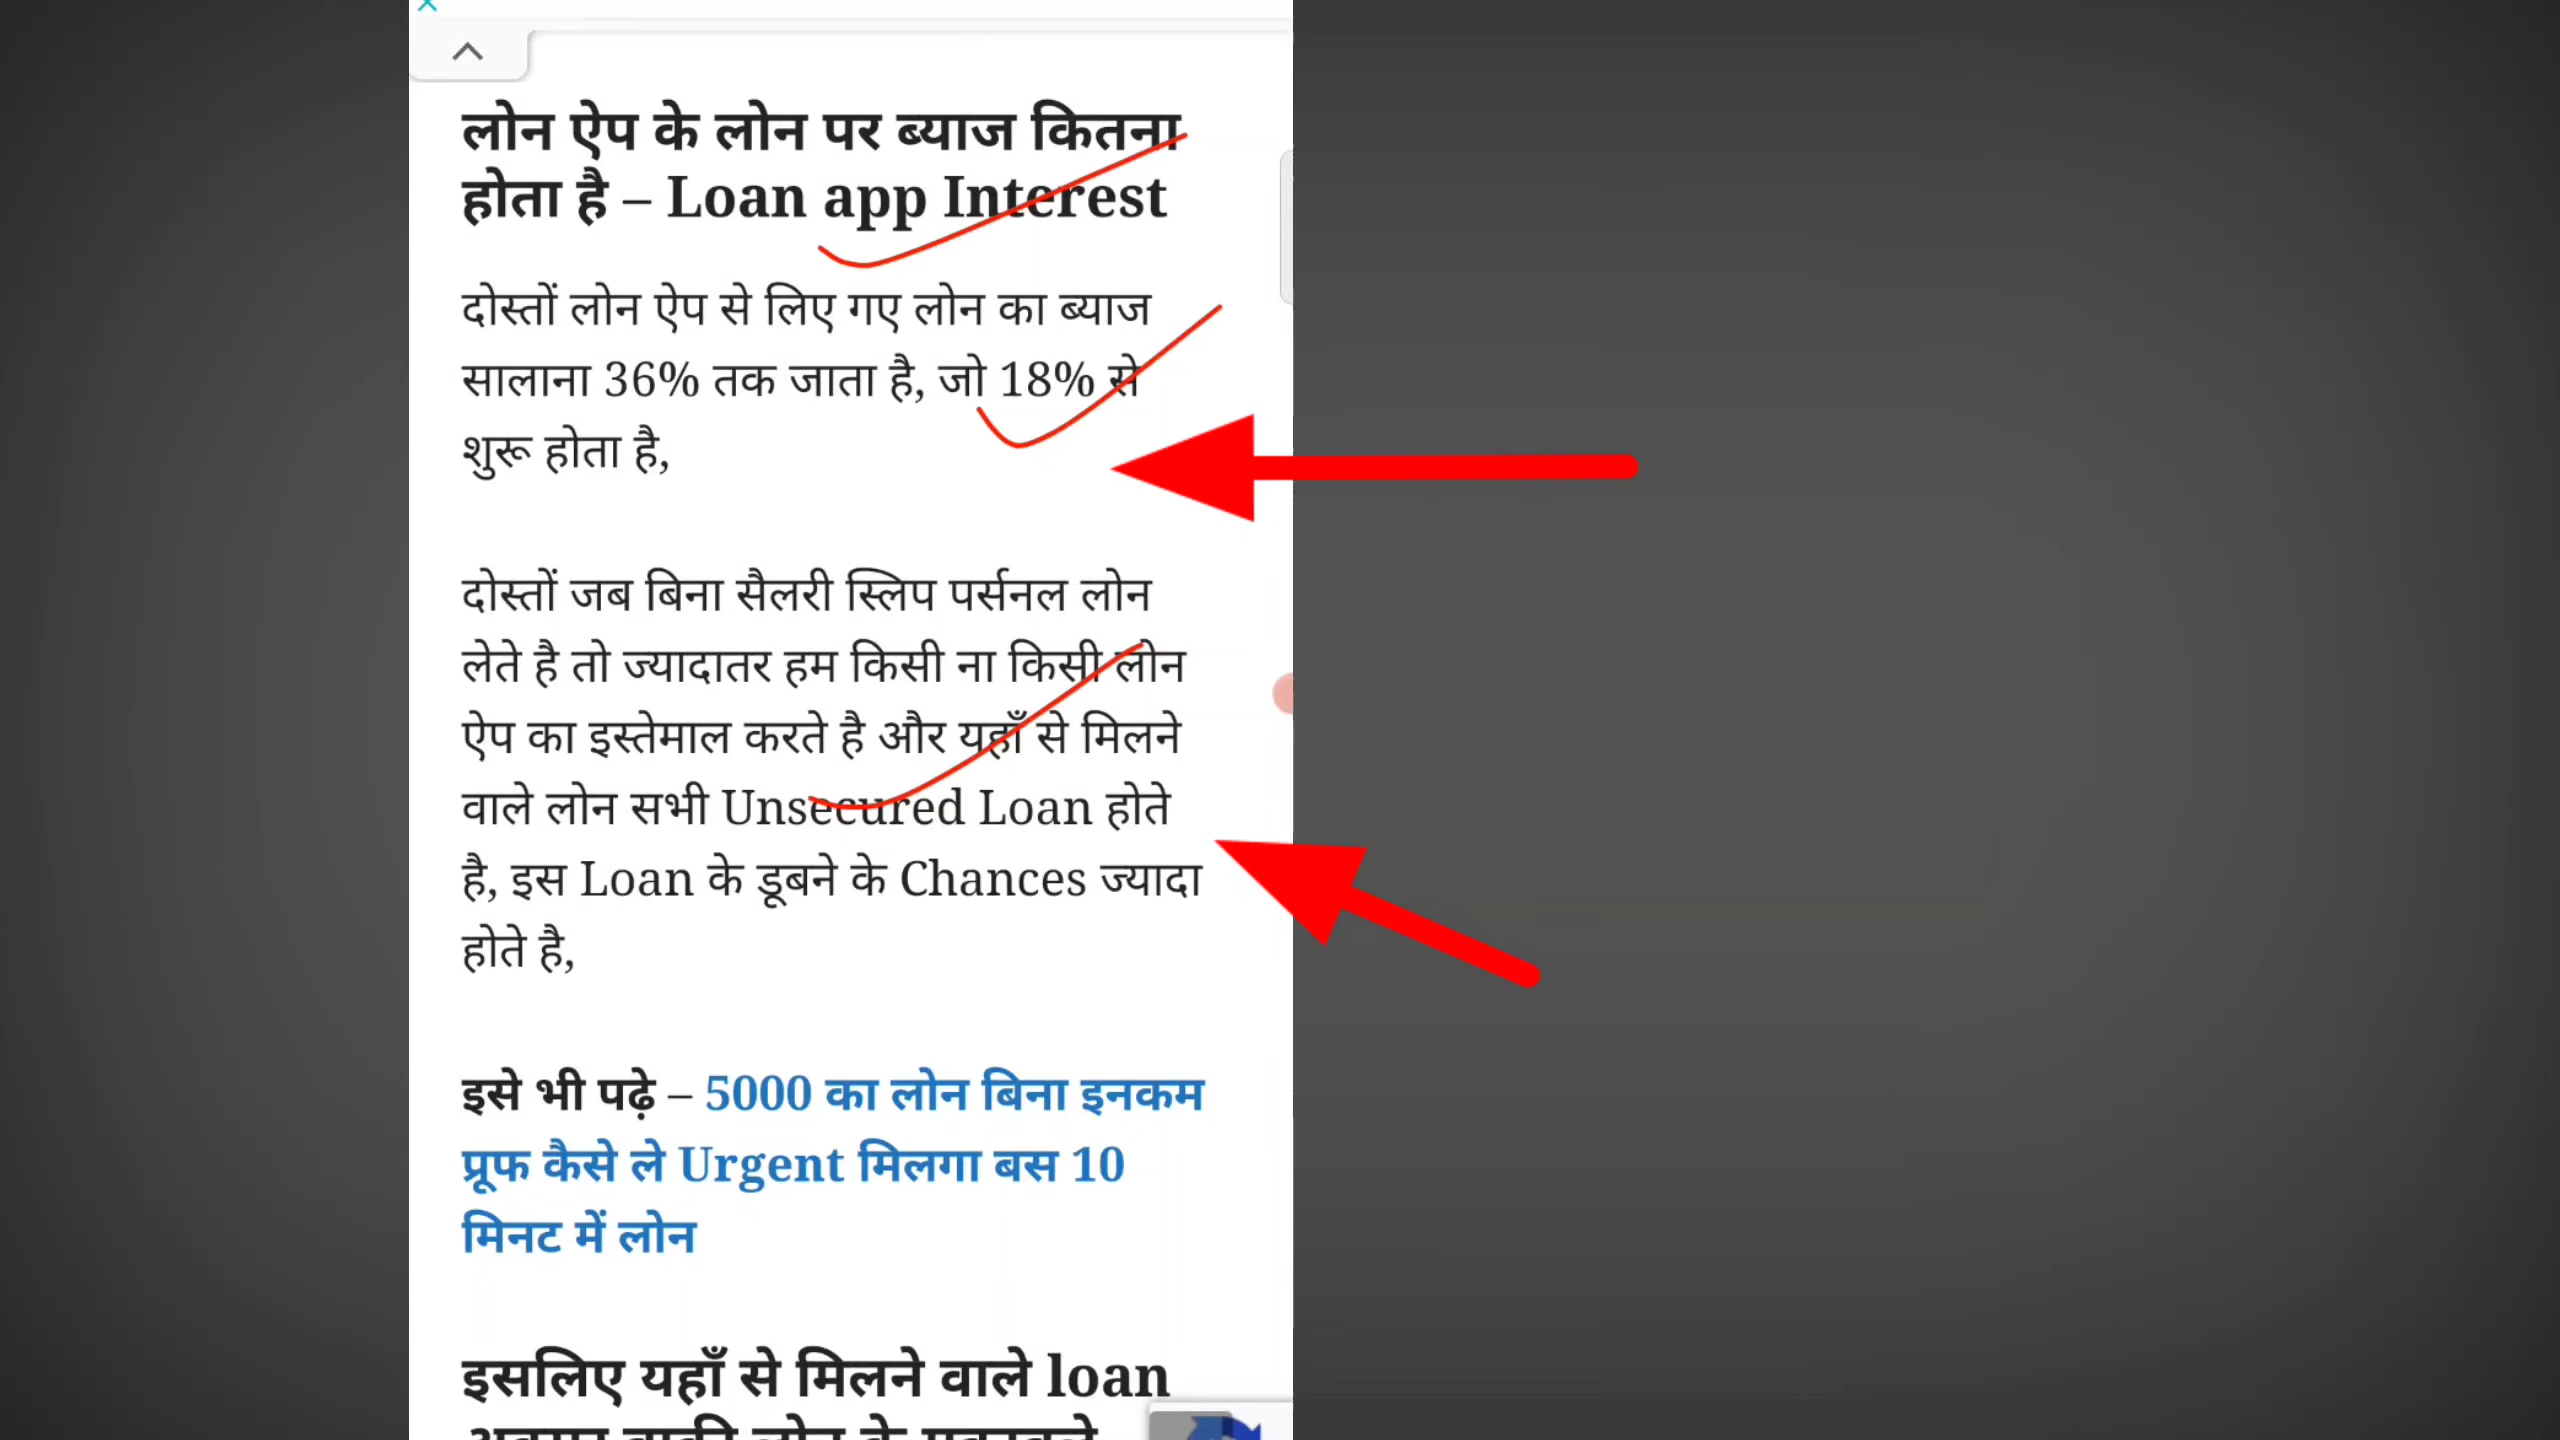 लोन ऐप के लोन पर ब्याज कितना
होता है – Loan app Interest
दोस्तों लोन ऐप से लिए गए लोन का ब्याज
सालाना 36% तक जाता है, जो 18% से
शुरू होता है,
दोस्तों जब बिना सैलरी स्लिप पर्सनल लोन
लेते है तो ज्यादातर हम किसी ना किसी लोन
ऐप का इस्तेमाल करते है और यहाँ से मिलने
वाले लोन सभी Unsecured Loan होते
है, इस Loan के डूबने के Chances ज्यादा
होते है,
इसे भी पढ़े – 5000 का लोन बिना इनकम
प्रूफ कैसे ले Urgent मिलगा बस 10
मिनट में लोन
इसलिए यहाँ से मिलने वाले loan